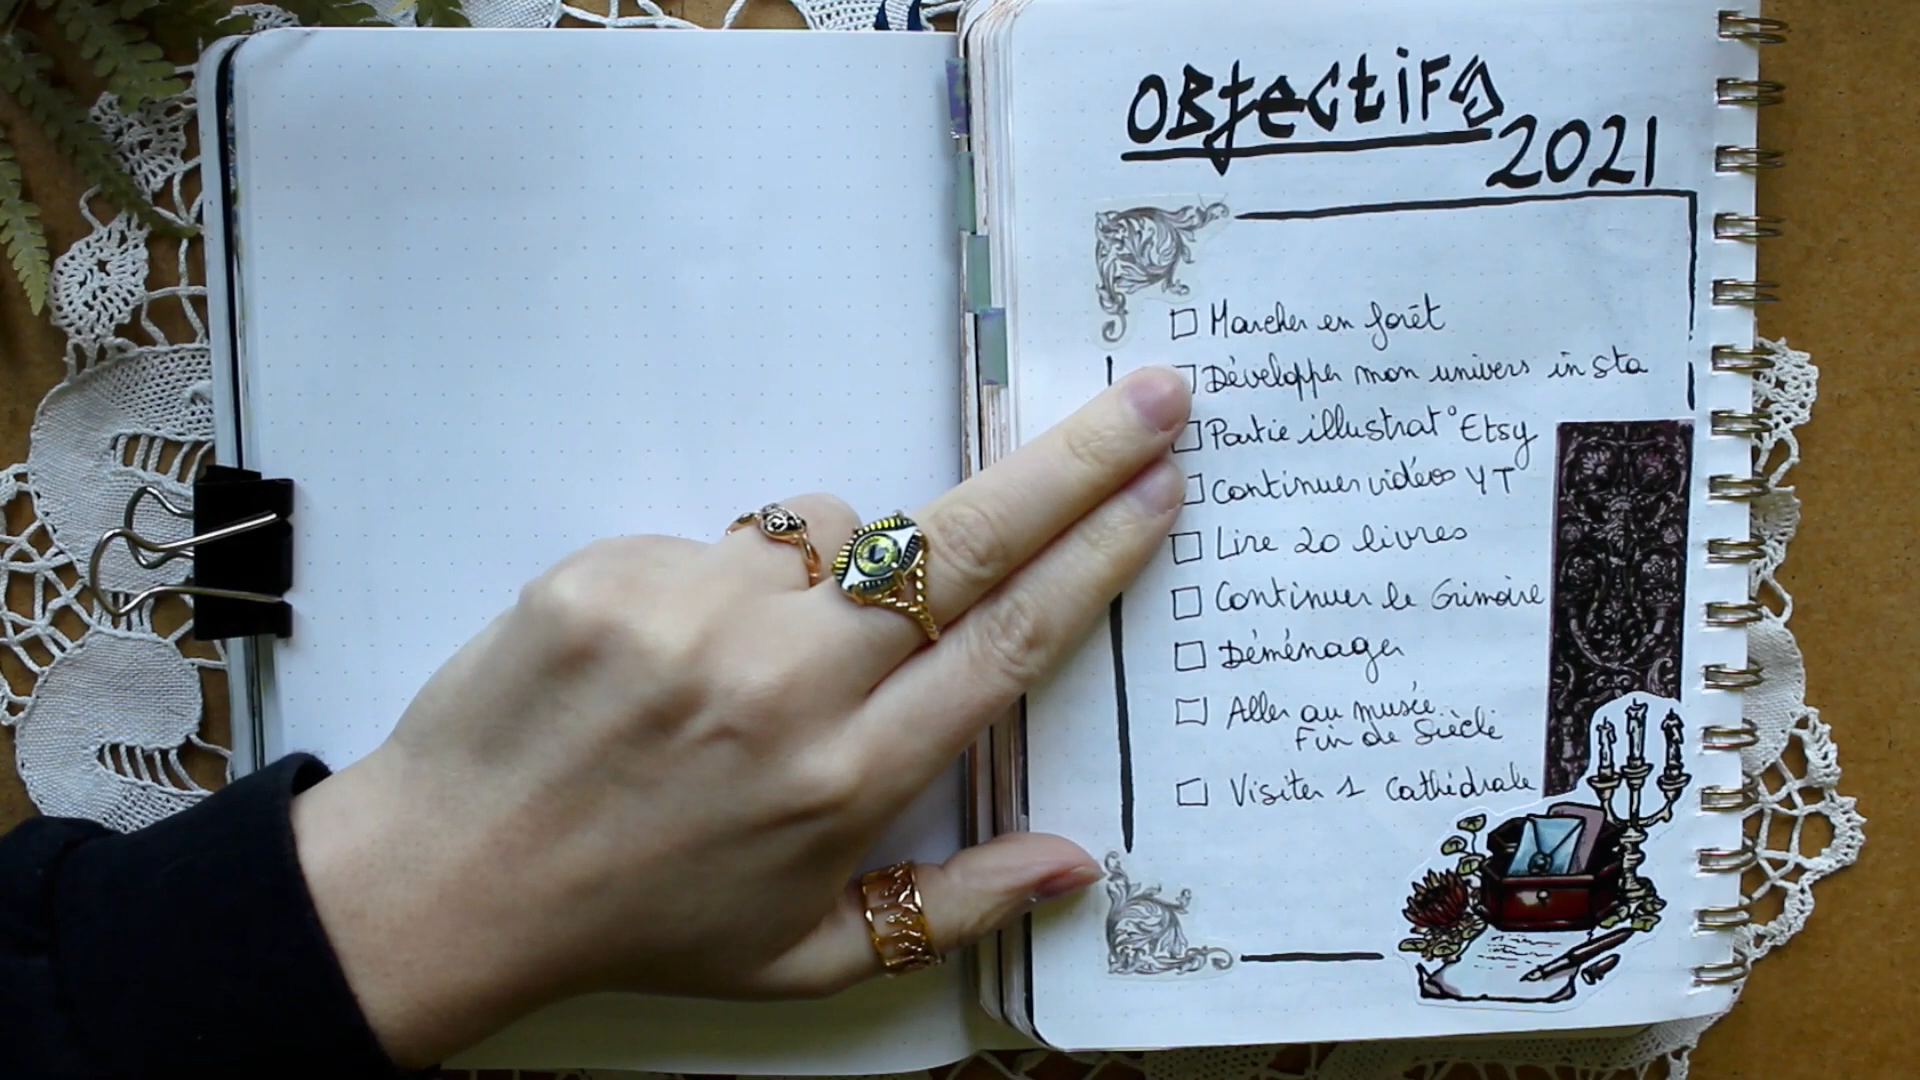 OBjectifs
2021
Marcher en forêt
Développer mon univers insta
Partie illustrat° Etsy
Continuer vidéos YT
Lire 20 livres
Continuer le Grimoire
Déménager
Aller au musée
Fin de Siècle
Visiter 1 Cathédrale